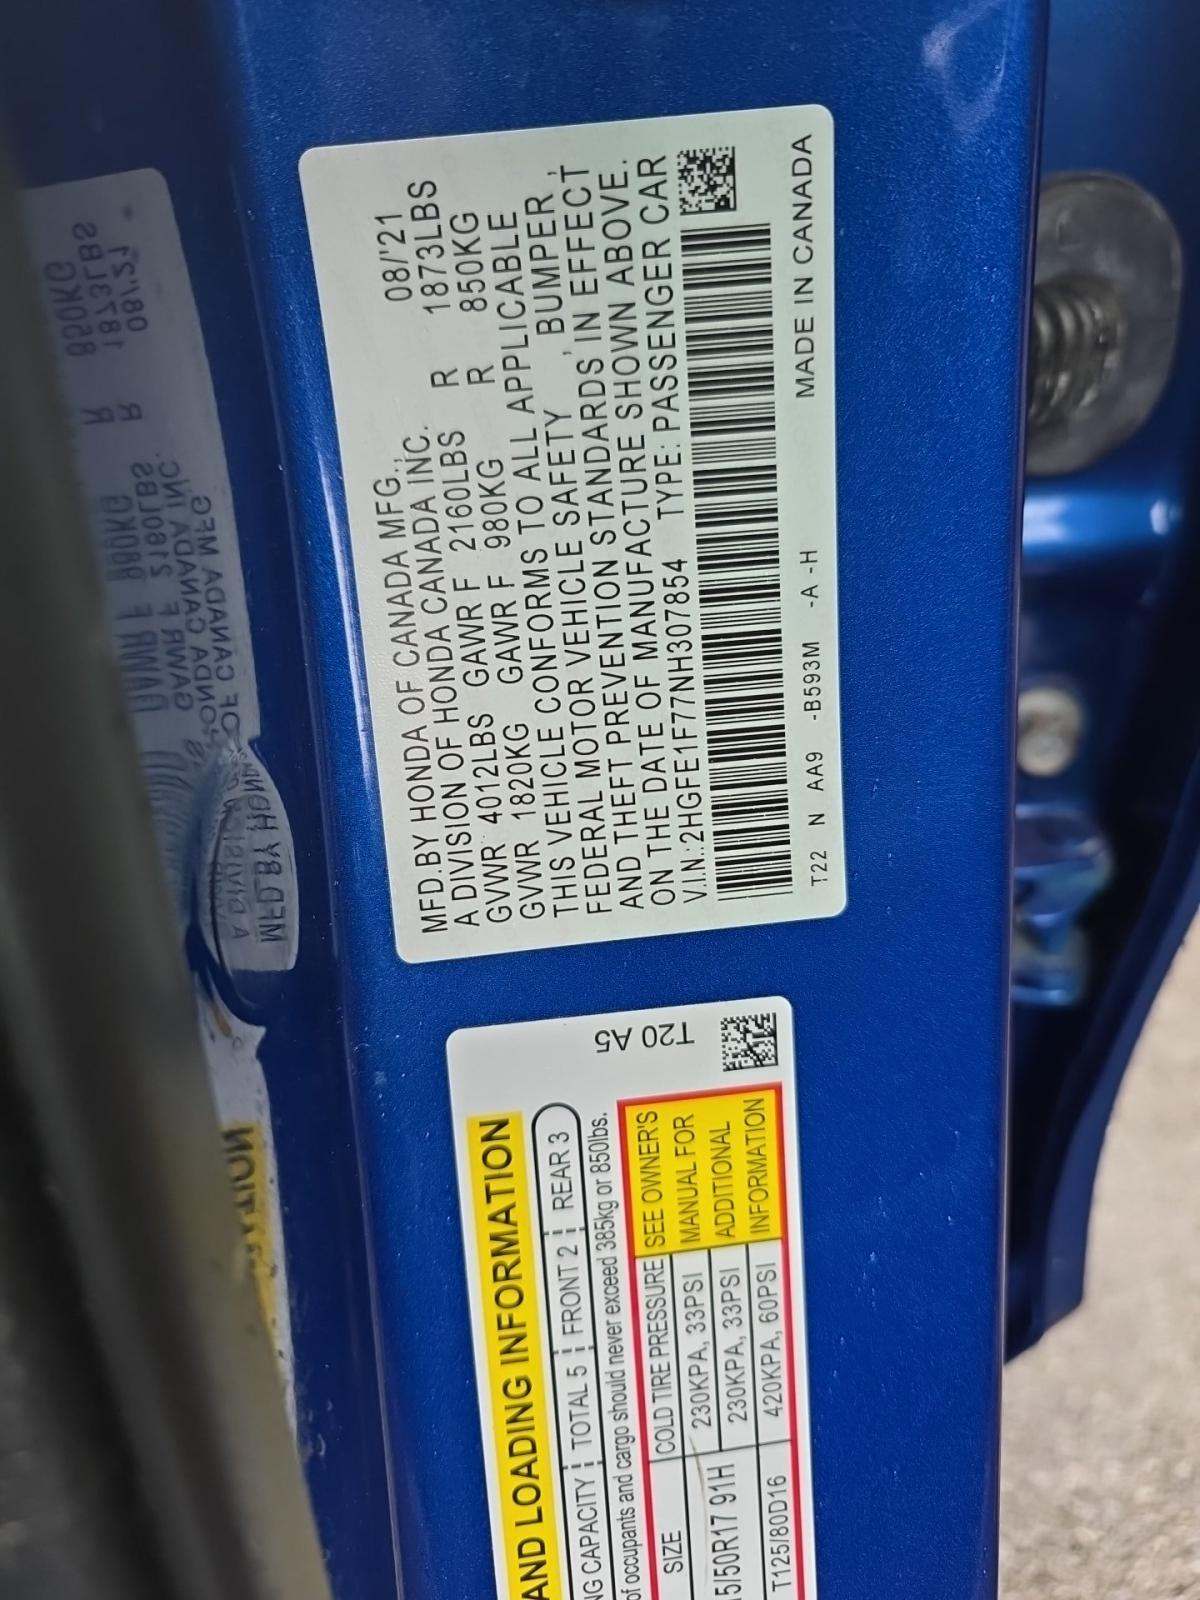 MFD.BY HONDA OF CANADA MFG., 08/'21
A DIVISION OF HONDA CANADA INC.
GVWR 4012LBS GAWR F 2160LBS R 1873LBS
GVWR 1820KG GAWR F 980KG R 850KG
THIS VEHICLE CONFORMS TO ALL APPLICABLE
FEDERAL MOTOR VEHICLE SAFETY, BUMPER,
AND THEFT PREVENTION STANDARDS IN EFFECT
ON THE DATE OF MANUFACTURE SHOWN ABOVE.
V.I.N.:2HGFE1F77NH307854 TYPE: PASSENGER CAR
T22 N AA9 -B593M -A -H MADE IN CANADA
T20 A5
AND LOADING INFORMATION
NG CAPACITY TOTAL 5 FRONT 2 REAR 3
of occupants and cargo should never exceed 385kg or 850lbs.
SIZE COLD TIRE PRESSURE SEE OWNER'S
MANUAL FOR
ADDITIONAL
INFORMATION
230KPA, 33PSI
5/50R17 91H 230KPA, 33PSI
T125/80D16 420KPA, 60PSI